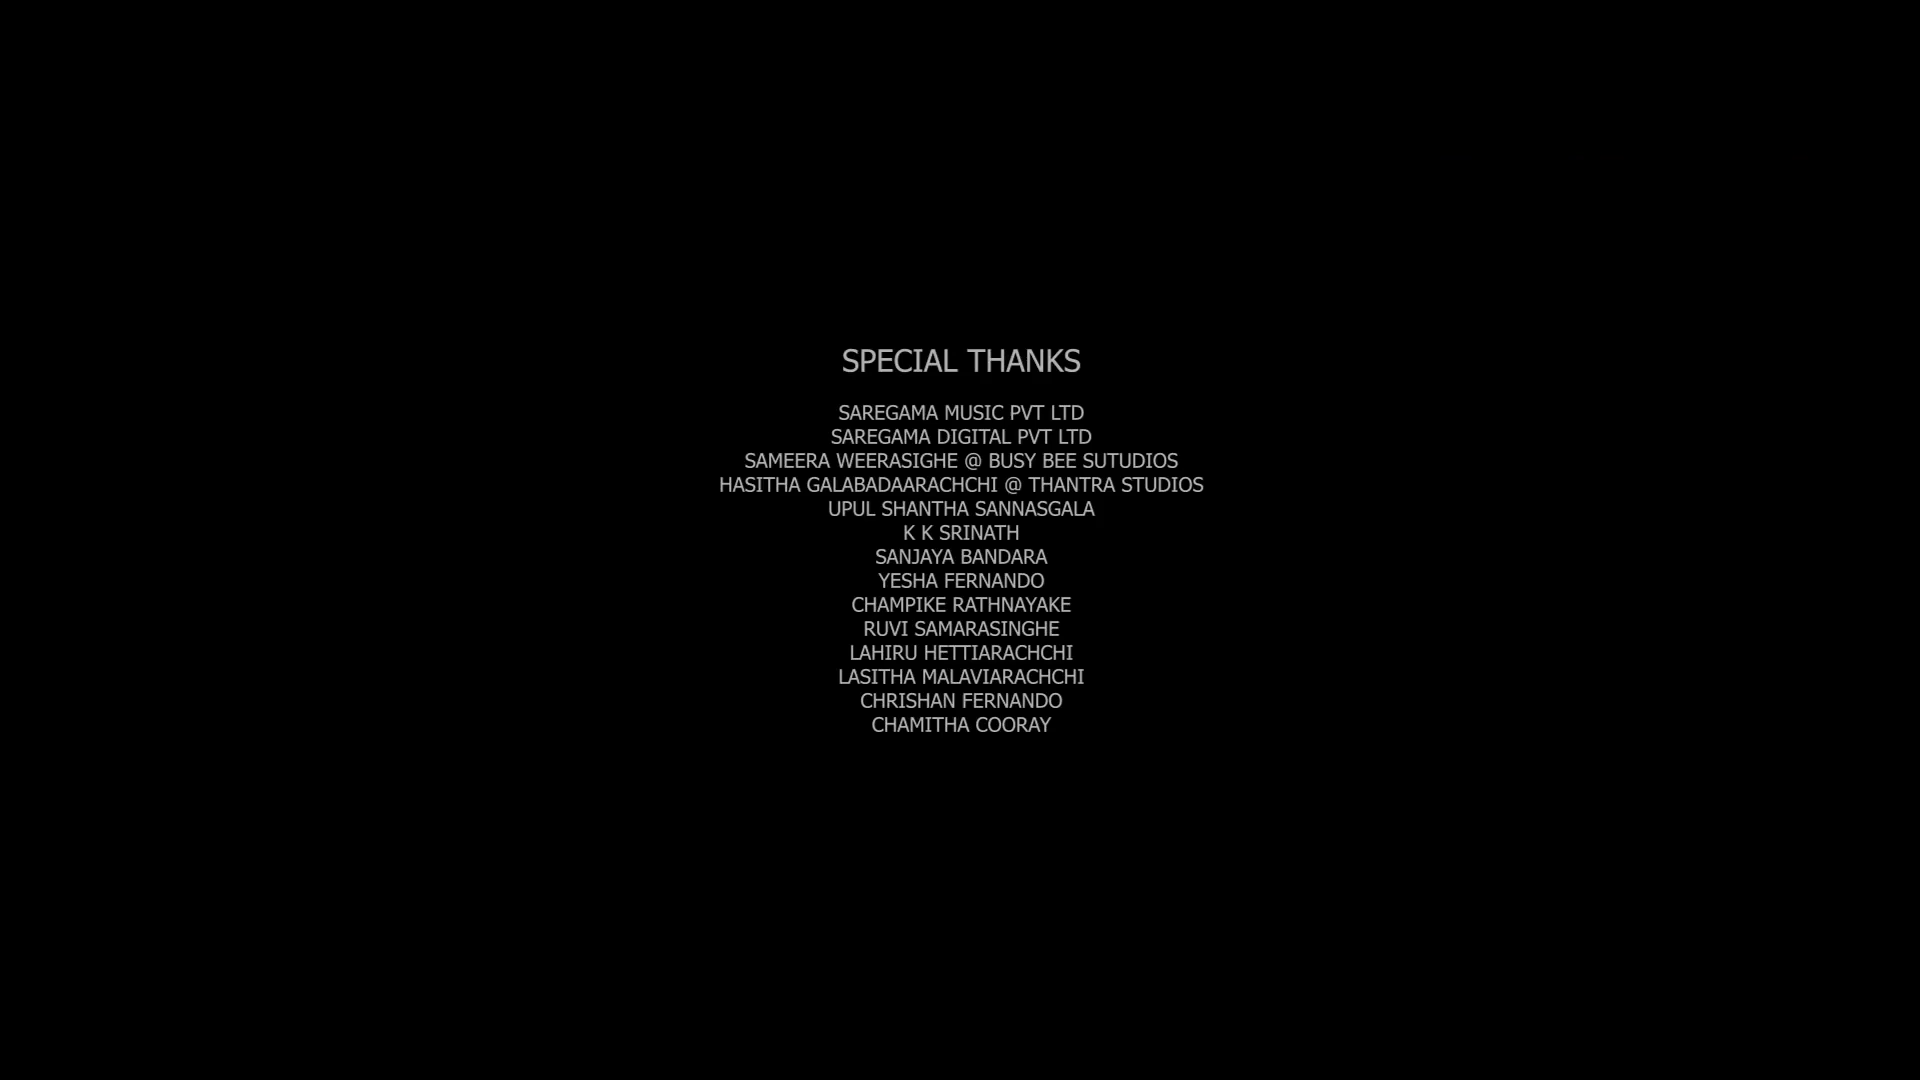 SPECIAL THANKS
SAREGAMA MUSIC PVT LTD
SAREGAMA DIGITAL PVT LTD
SAMEERA WEERASIGHE @ BUSY BEE SUTUDIOS
HASITHA GALABADAARACHCHI @ THANTRA STUDIOS
UPUL SHANTHA SANNASGALA
K K SRINATH
SANJAYA BANDARA
YESHA FERNANDO
CHAMPIKE RATHNAYAKE
RUVI SAMARASINGHE
LAHIRU HETTIARACHCHI
LASITHA MALAVIARACHCHI
CHRISHAN FERNANDO
CHAMITHA COORAY